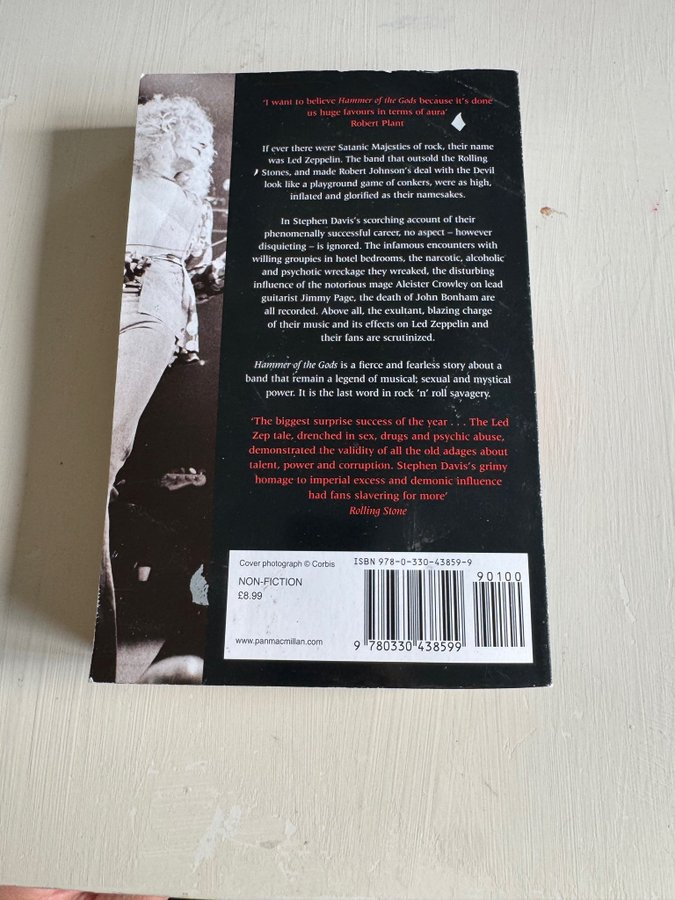 'I want to believe Hammer of the Gods because it's done
us huge favours in terms of aura'
Robert Plant
If ever there were Satanic Majesties of rock, their name
was Led Zeppelin. The band that outsold the Rolling
Stones, and made Robert Johnson's deal with the Devil
look like a playground game of conkers, were as high,
inflated and glorified as their namesakes.
In Stephen Davis's scorching account of their
phenomenally successful career, no aspect – however
disquieting – is ignored. The infamous encounters with
willing groupies in hotel bedrooms, the narcotic, alcoholic
and psychotic wreckage they wreaked, the disturbing
influence of the notorious mage Aleister Crowley on lead
guitarist Jimmy Page, the death of John Bonham are
all recorded. Above all, the exultant, blazing charge
of their music and its effects on Led Zeppelin and
their fans are scrutinized.
Hammer of the Gods is a fierce and fearless story about a
band that remain a legend of musical, sexual and mystical
power. It is the last word in rock 'n' roll savagery.
'The biggest surprise success of the year . . . The Led
Zep tale, drenched in sex, drugs and psychic abuse,
demonstrated the validity of all the old adages about
talent, power and corruption. Stephen Davis's grimy
homage to imperial excess and demonic influence
had fans slavering for more'
Rolling Stone
Cover photograph © Corbis
NON-FICTION
£8.99
www.panmacmillan.com
ISBN 978-0-330-43859-9
90100
9 780330 438599